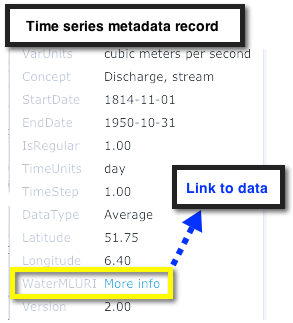 Time series metadata record
VarUnits cubic meters per second
Concept Discharge, stream
StartDate 1814-11-01
EndDate 1950-10-31
IsRegular 1.00
TimeUnits day
TimeStep 1.00
DataType Average
Link to data
Latitude 51.75
Longitude 6.40
WaterMLURI More info
Version 2.00